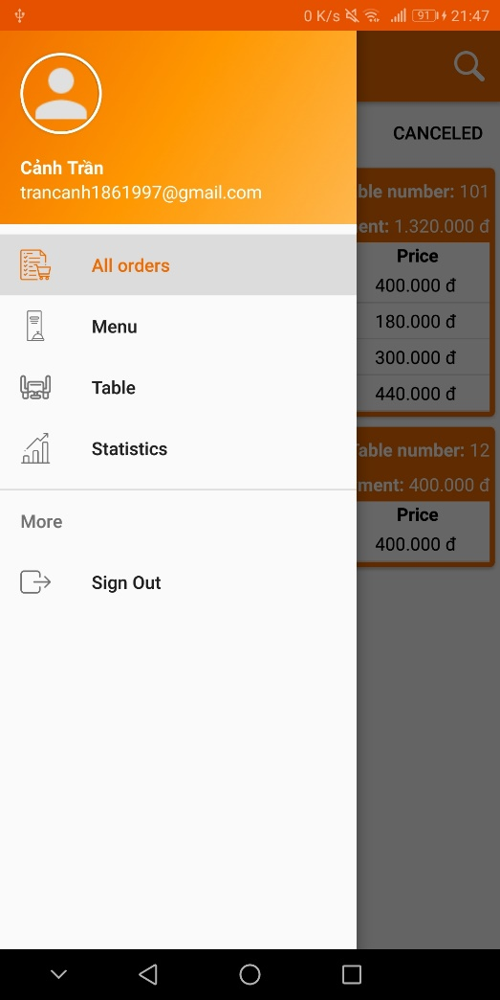 0 K/s 91 21:47
CANCELED
Cảnh Trần
trancanh1861997@gmail.com
All orders
Menu
Table
Statistics
More
Sign Out
ble number: 101
ent: 1.320.000 đ
Price
400.000 đ
180.000 đ
300.000 đ
440.000 đ
Table number: 12
ment: 400.000 đ
Price
400.000 đ